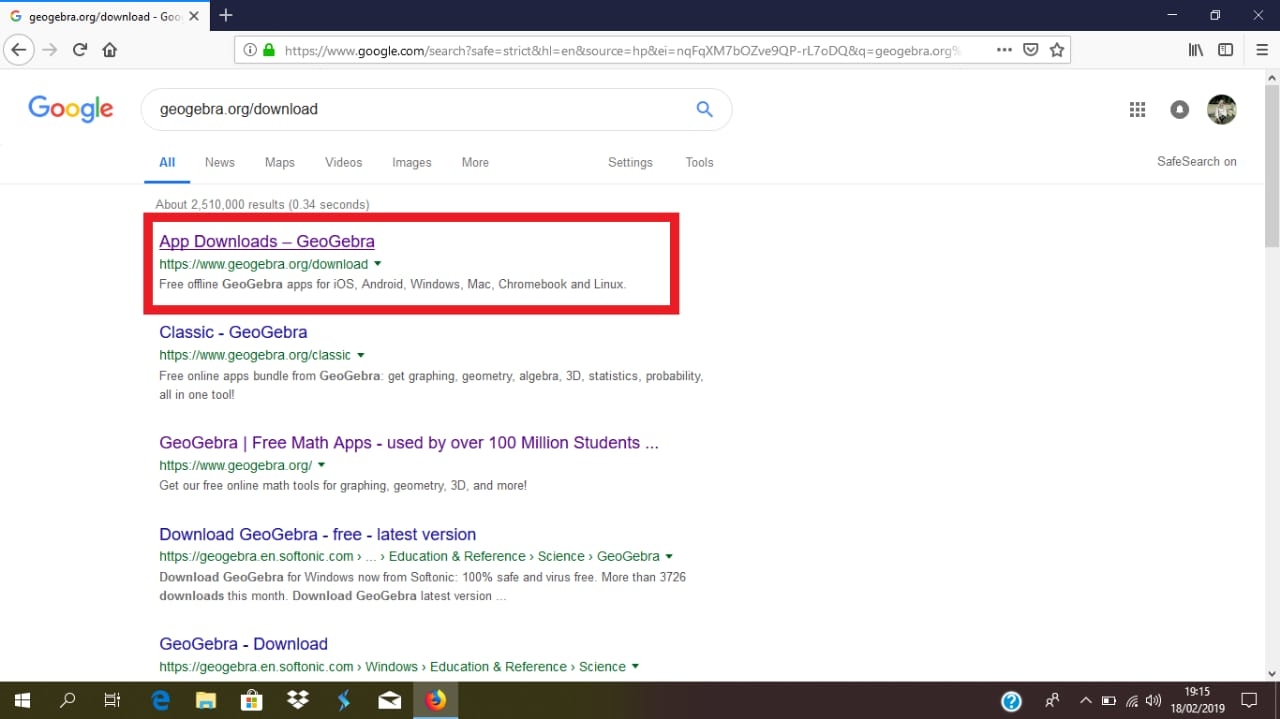 geogebra.org/download - Goo
https://www.google.com/search?safe=strict&hl=en&source=hp&ei=nqFqXM7bOZve9QP-rL7oDQ&q=geogebra.org%
Google
geogebra.org/download
All News Maps Videos Images More Settings Tools
SafeSearch on
About 2,510,000 results (0.34 seconds)
App Downloads – GeoGebra
https://www.geogebra.org/download
Free offline GeoGebra apps for iOS, Android, Windows, Mac, Chromebook and Linux.
Classic - GeoGebra
https://www.geogebra.org/classic
Free online apps bundle from GeoGebra: get graphing, geometry, algebra, 3D, statistics, probability,
all in one tool!
GeoGebra | Free Math Apps - used by over 100 Million Students ...
https://www.geogebra.org/
Get our free online math tools for graphing, geometry, 3D, and more!
Download GeoGebra - free - latest version
https://geogebra.en.softonic.com › ... › Education & Reference › Science › GeoGebra
Download GeoGebra for Windows now from Softonic: 100% safe and virus free. More than 3726
downloads this month. Download GeoGebra latest version ...
GeoGebra - Download
https://geogebra.en.softonic.com › Windows › Education & Reference › Science
19:15
18/02/2019